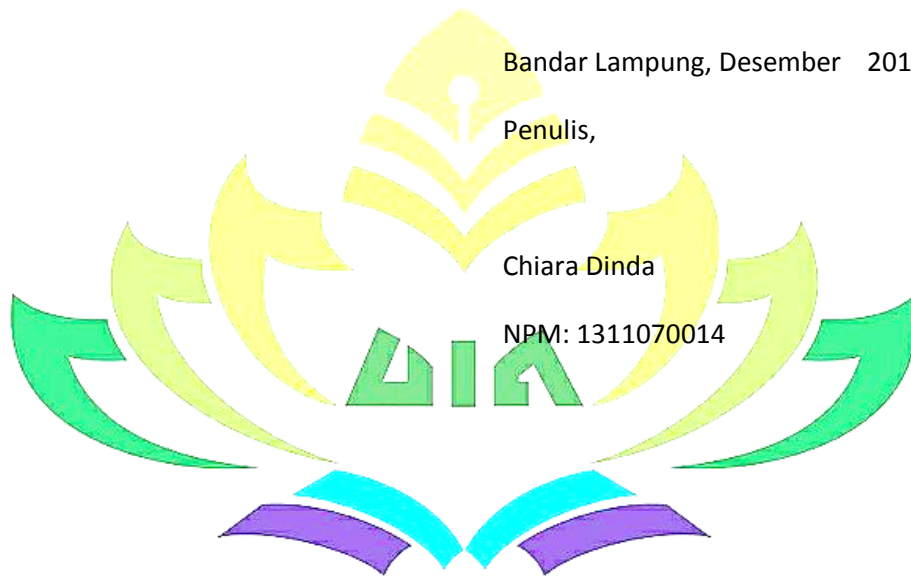 Bandar Lampung, Desember 201
Penulis,
Chiara Dinda
NPM: 1311070014